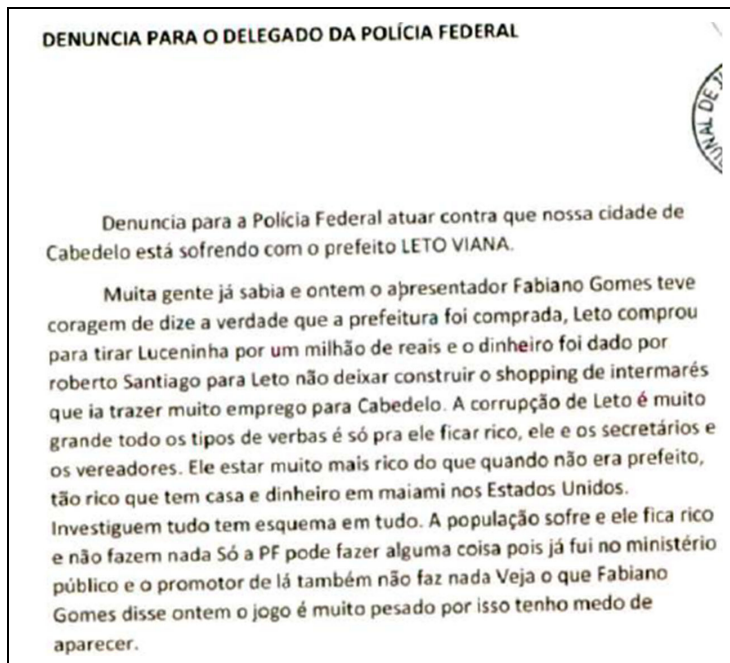 DENUNCIA PARA O DELEGADO DA POLÍCIA FEDERAL
UNAL DE
Denuncia para a Polícia Federal atuar contra que nossa cidade de
Cabedelo está sofrendo com o prefeito LETO VIANA.
Muita gente já sabia e ontem o apresentador Fabiano Gomes teve
coragem de dize a verdade que a prefeitura foi comprada, Leto comprou
para tirar Luceninha por um milhão de reais e o dinheiro foi dado por
roberto Santiago para Leto não deixar construir o shopping de intermarés
que ia trazer muito emprego para Cabedelo. A corrupção de Leto é muito
grande todo os tipos de verbas é só pra ele ficar rico, ele e os secretários e
os vereadores. Ele estar muito mais rico do que quando não era prefeito,
tão rico que tem casa e dinheiro em maiami nos Estados Unidos.
Investiguem tudo tem esquema em tudo. A população sofre e ele fica rico
e não fazem nada Só a PF pode fazer alguma coisa pois já fui no ministério
público e o promotor de lá também não faz nada Veja o que Fabiano
Gomes disse ontem o jogo é muito pesado por isso tenho medo de
aparecer.